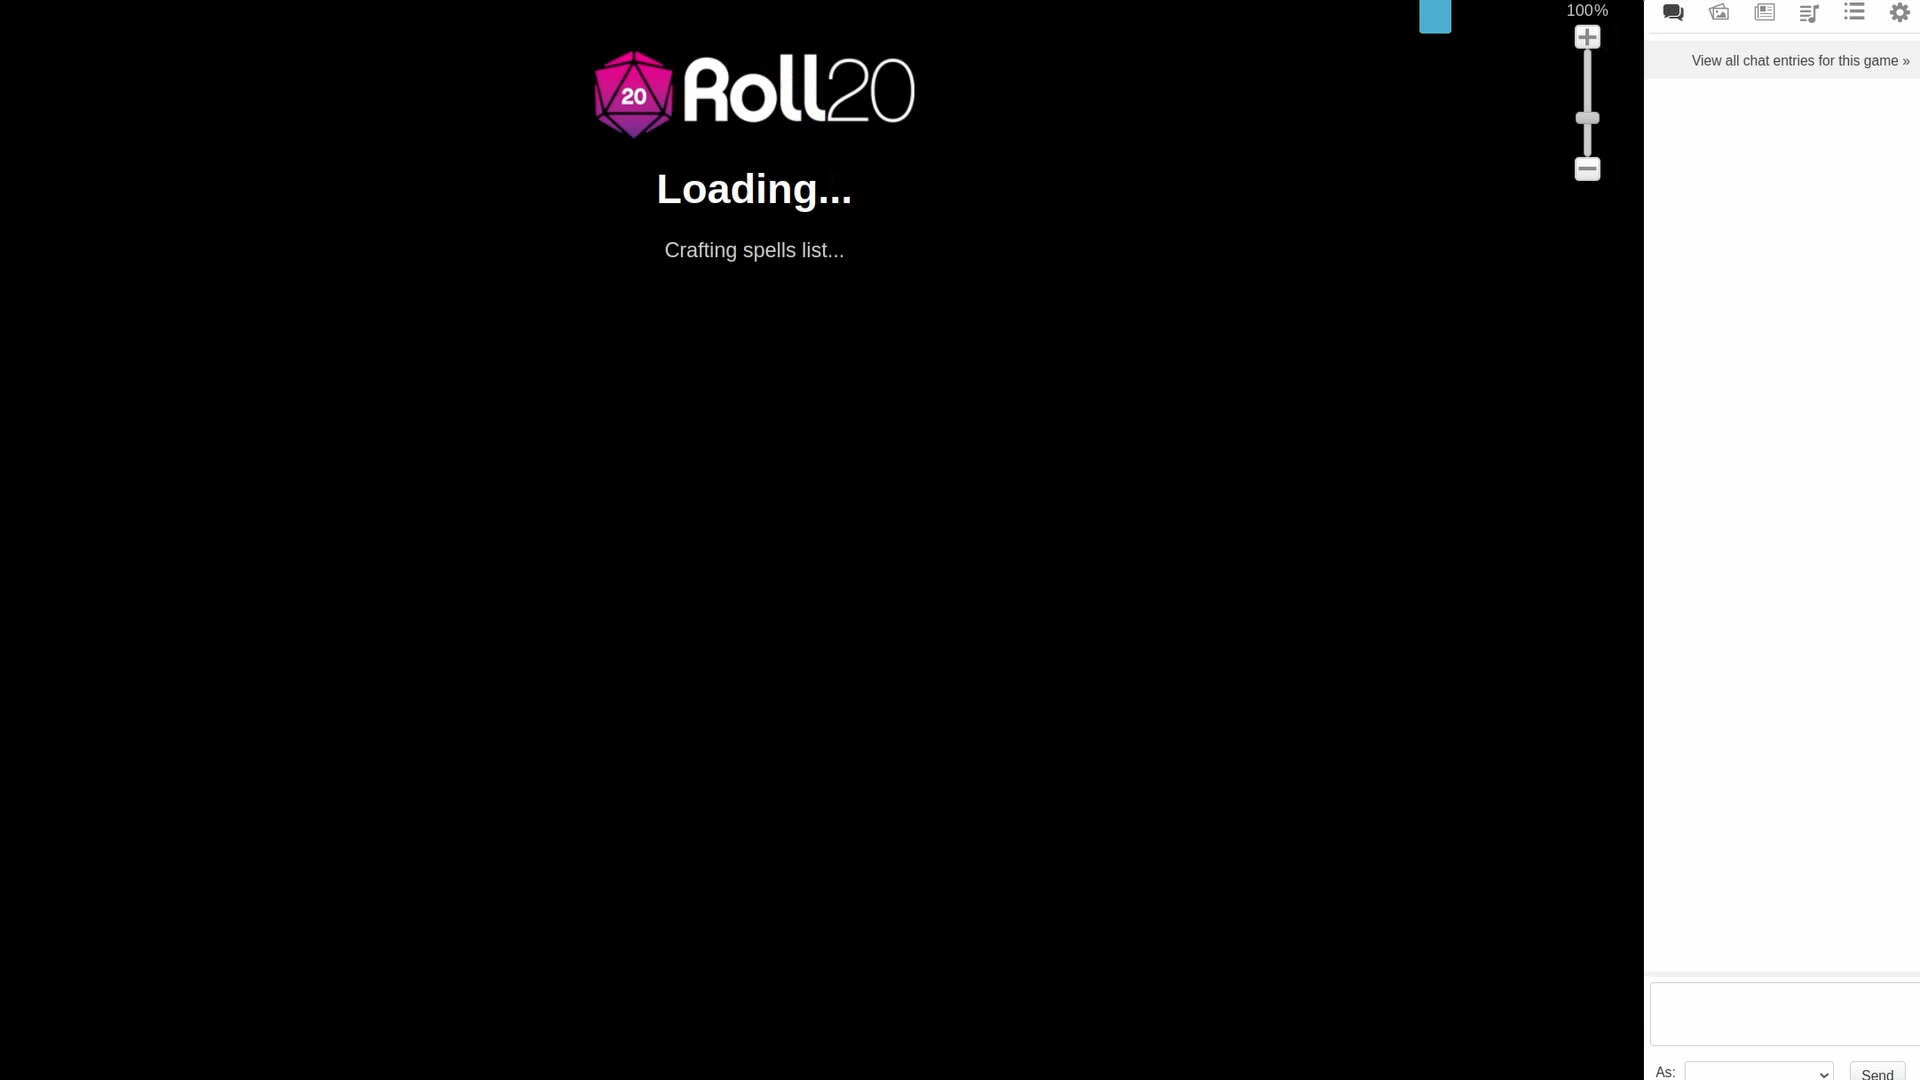 100%
View all chat entries for this game »
20 Roll20
Loading...
Crafting spells list...
As:
Send